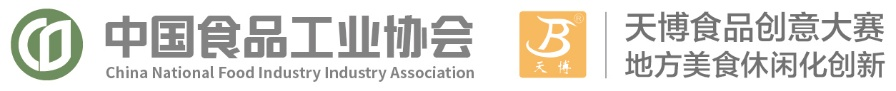 中国食品工业协会
China National Food Industry Industry Association
B®
天博
天博食品创意大赛
地方美食休闲化创新